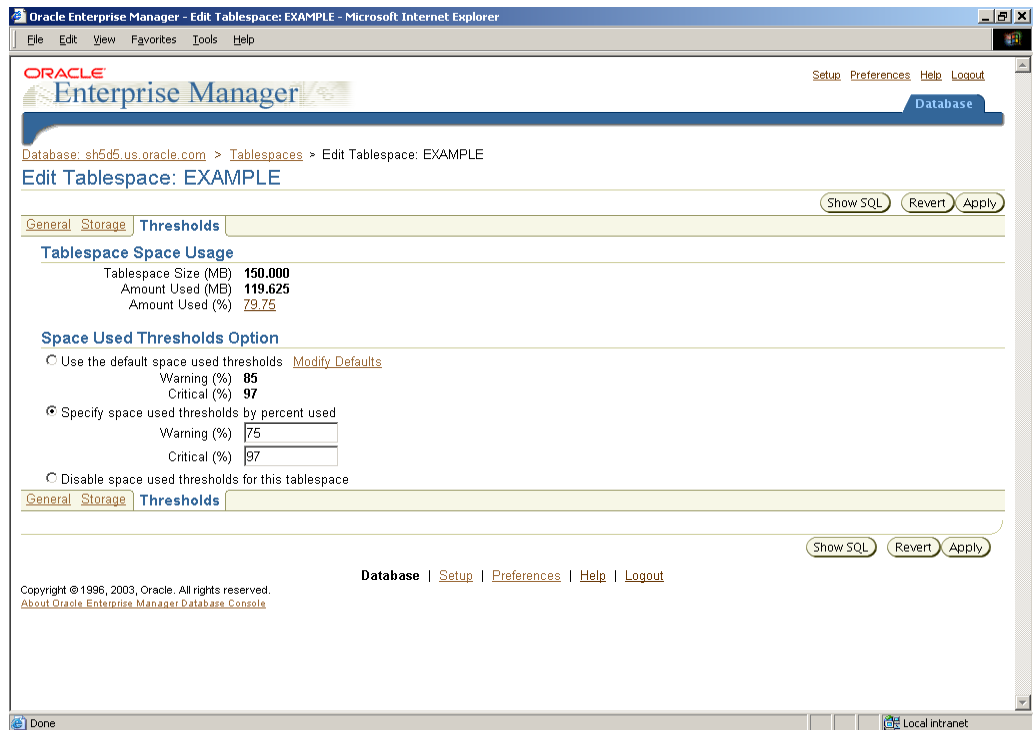 Oracle Enterprise Manager - Edit Tablespace: EXAMPLE - Microsoft Internet Explorer
File Edit View Favorites Tools Help
ORACLE
Enterprise Manager
Setup Preferences Help Logout
Database
Database: sh5d5.us.oracle.com > Tablespaces > Edit Tablespace: EXAMPLE
Edit Tablespace: EXAMPLE
Show SQL Revert Apply
General Storage Thresholds
Tablespace Space Usage
Tablespace Size (MB) 150.000
Amount Used (MB) 119.625
Amount Used (%) 79.75
Space Used Thresholds Option
Use the default space used thresholds Modify Defaults
Warning (%) 85
Critical (%) 97
Specify space used thresholds by percent used
Warning (%) 75
Critical (%) 97
Disable space used thresholds for this tablespace
General Storage Thresholds
Show SQL Revert Apply
Database | Setup | Preferences | Help | Logout
Copyright © 1996, 2003, Oracle. All rights reserved.
About Oracle Enterprise Manager Database Console
Done Local intranet